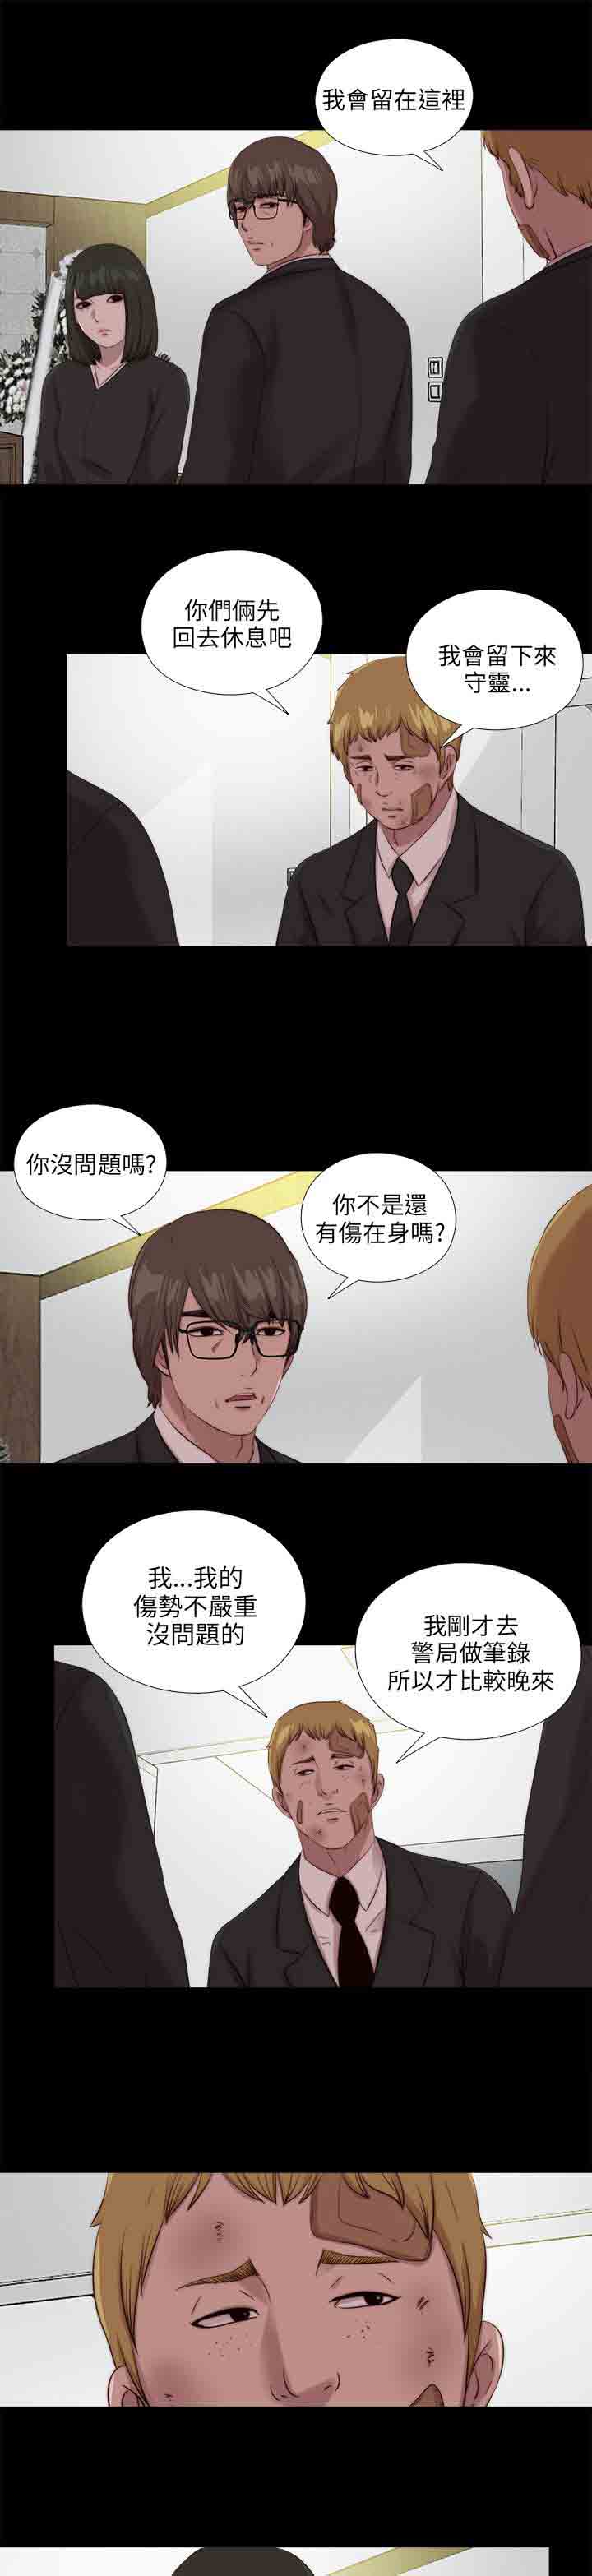 我會留在這裡
你們倆先
回去休息吧
我會留下來
守靈...
你沒問題嗎?
你不是還
有傷在身嗎?
我...我的
傷勢不嚴重
沒問題的
我剛才去
警局做筆錄
所以才比較晚來